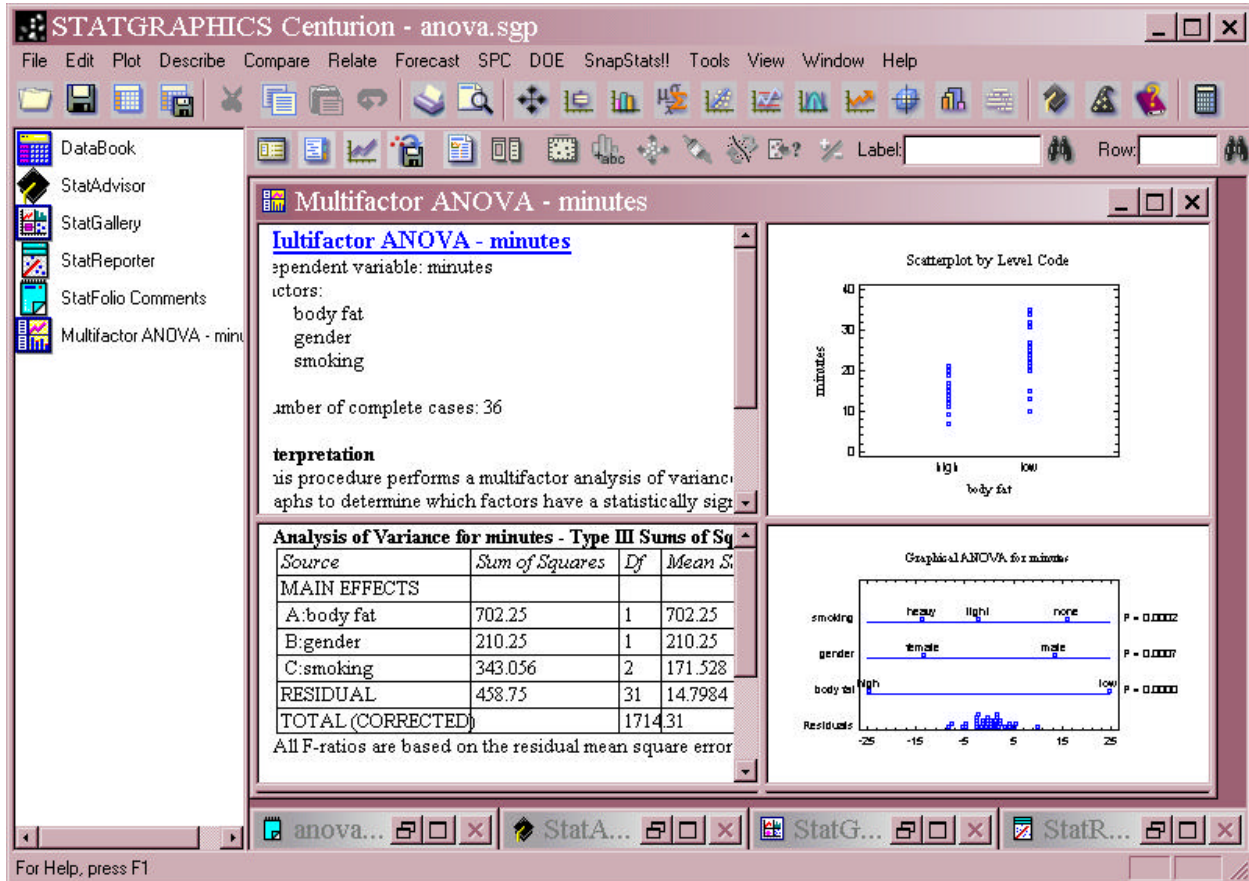 STATGRAPHICS Centurion - anova.sgp
File Edit Plot Describe Compare Relate Forecast SPC DOE SnapStats!! Tools View Window Help
DataBook
StatAdvisor
StatGallery
StatReporter
StatFolio Comments
Multifactor ANOVA - minu
abc
Label:
Row:
Multifactor ANOVA - minutes
Iultifactor ANOVA - minutes
ependent variable: minutes
ictors:
body fat
gender
smoking
umber of complete cases: 36
terpretation
is procedure performs a multifactor analysis of varianc
aphs to determine which factors have a statistically sig
Scatterplot by Level Code
minutes
40
30
20
10
0
high low
body fat
Analysis of Variance for minutes - Type III Sums of Sq
Source Sum of Squares Df Mean S
MAIN EFFECTS
A:body fat 702.25 1 702.25
B:gender 210.25 1 210.25
C:smoking 343.056 2 171.528
RESIDUAL 458.75 31 14.7984
TOTAL (CORRECTED) 1714.31
All F-ratios are based on the residual mean square error
Graphical ANOVA for minutes
smoking heavy light none P = 0.0002
gender female male P = 0.0007
body fat high low P = 0.0000
Residuals
-25 -15 -5 5 15 25
anova...
StatA...
StatG...
StatR...
For Help, press F1